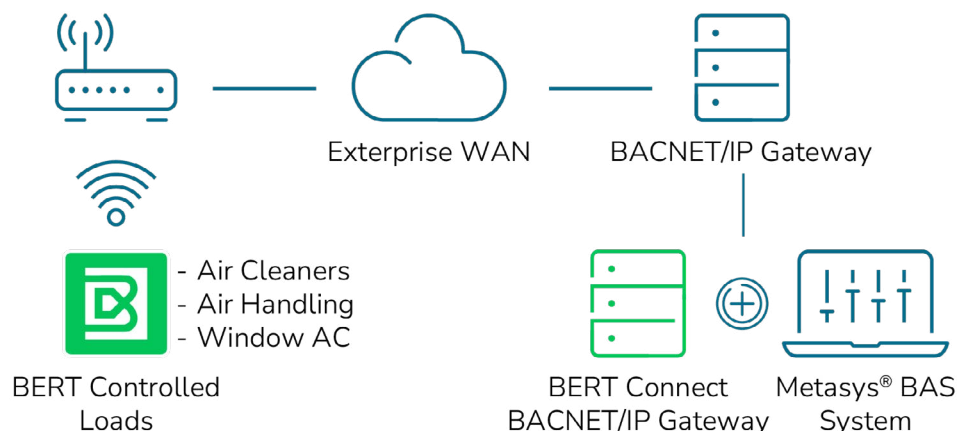 Exterprise WAN
BACNET/IP Gateway
- Air Cleaners
- Air Handling
- Window AC
BERT Controlled
Loads
BERT Connect
BACNET/IP Gateway
Metasys® BAS
System